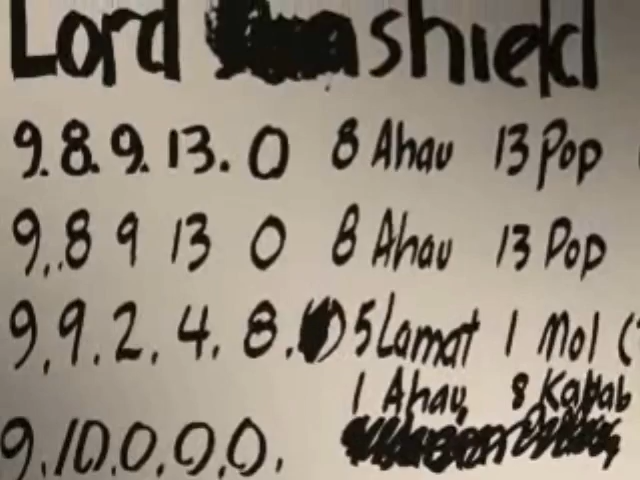 Lord shield
9.8.9.13.0 8 Ahau 13 Pop
9.8 9 13 0 8 Ahau 13 Pop
9.9.2.4.8. 5 Lamat 1 Mol (
1 Ahau, 8 Kayab
9.10.0.0.0.